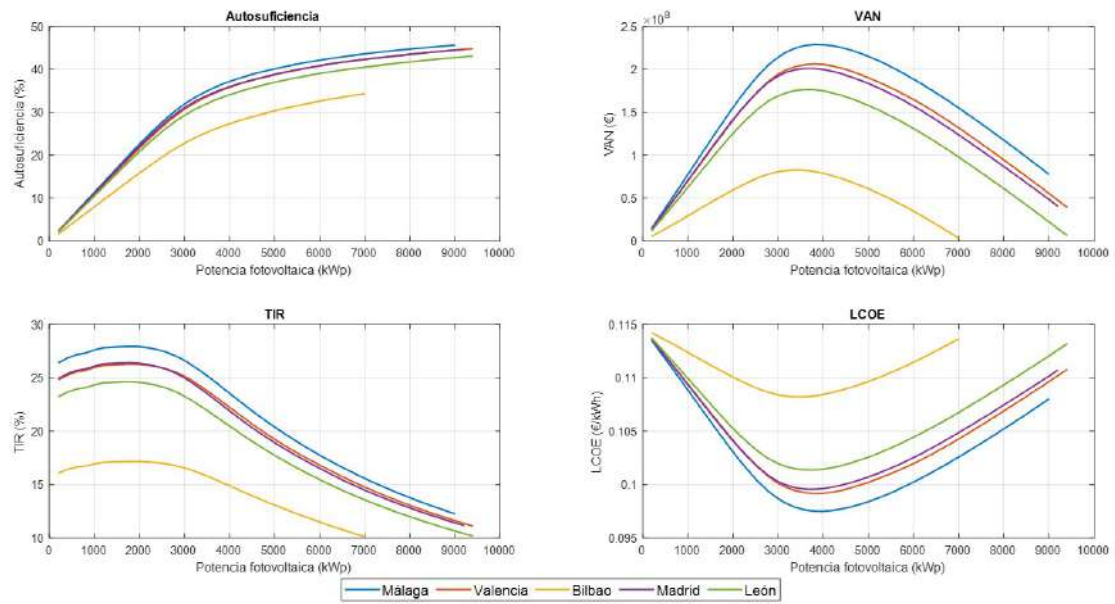 Autosuficiencia
50
40
30
20
10
0
Autosuficiencia (%)
0 1000 2000 3000 4000 5000 6000 7000 8000 9000 10000
Potencia fotovoltaica (kWp)
VAN
×10⁸
2.5
2
1.5
1
0.5
0
VAN (€)
0 1000 2000 3000 4000 5000 6000 7000 8000 9000 10000
Potencia fotovoltaica (kWp)
TIR
30
25
20
15
10
TIR (%)
0 1000 2000 3000 4000 5000 6000 7000 8000 9000 10000
Potencia fotovoltaica (kWp)
LCOE
0.115
0.11
0.105
0.1
0.095
LCOE (€/kWh)
0 1000 2000 3000 4000 5000 6000 7000 8000 9000 10000
Potencia fotovoltaica (kWp)
Málaga Valencia Bilbao Madrid León